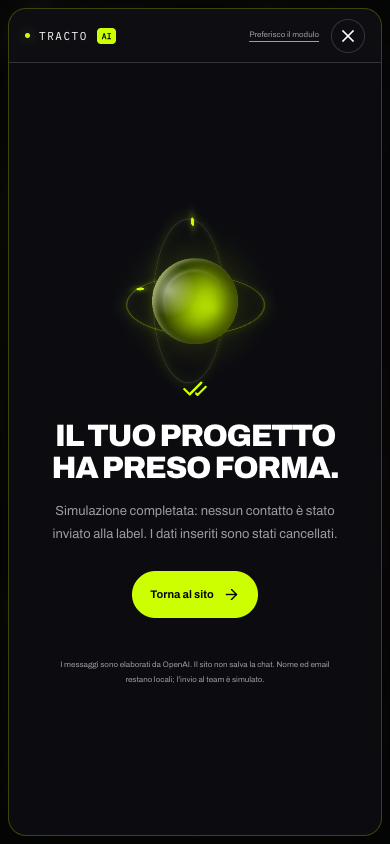 TRACTO AI
Preferisco il modulo
IL TUO PROGETTO
HA PRESO FORMA.
Simulazione completata: nessun contatto è stato
inviato alla label. I dati inseriti sono stati cancellati.
Torna al sito
I messaggi sono elaborati da OpenAI. Il sito non salva la chat. Nome ed email
restano locali; l'invio al team è simulato.